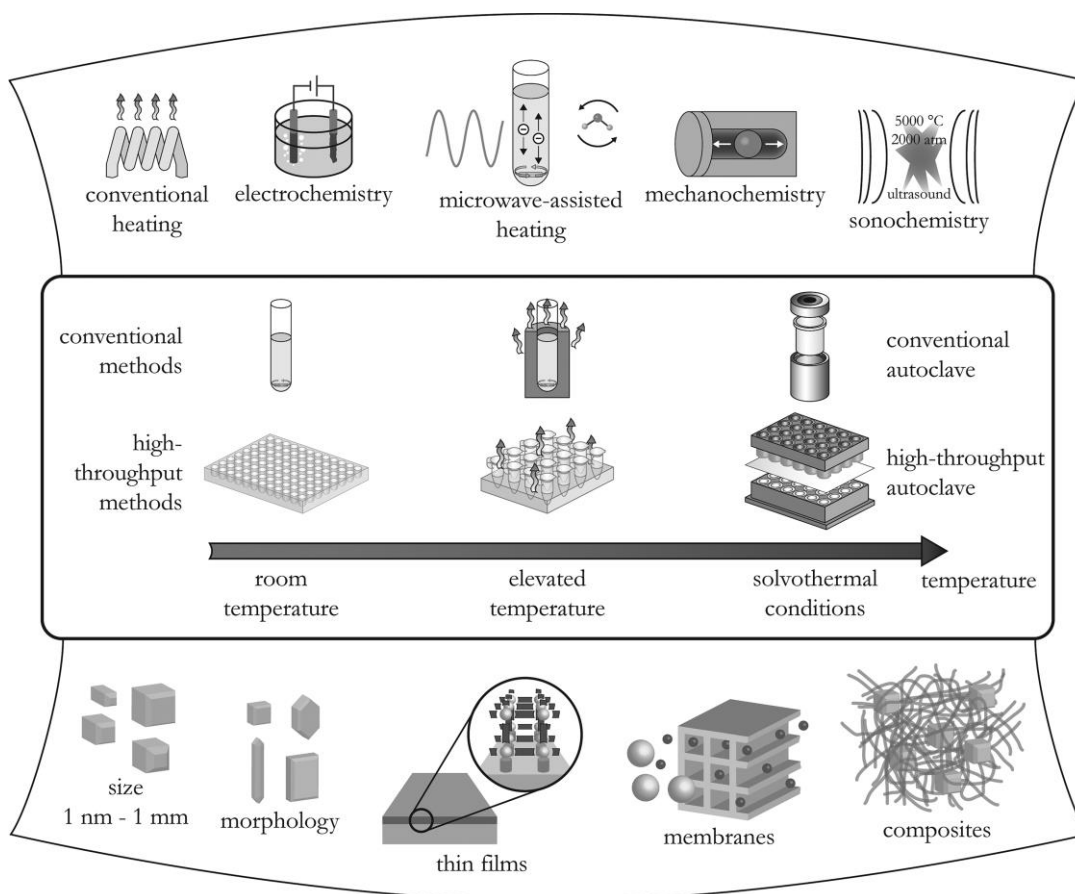 conventional
heating
electrochemistry
microwave-assisted
heating
mechanochemistry
5000 °C
2000 arm
ultrasound
sonochemistry
conventional
methods
conventional
autoclave
high-
throughput
methods
high-throughput
autoclave
room
temperature
elevated
temperature
solvothermal
conditions
temperature
size
1 nm - 1 mm
morphology
thin films
membranes
composites